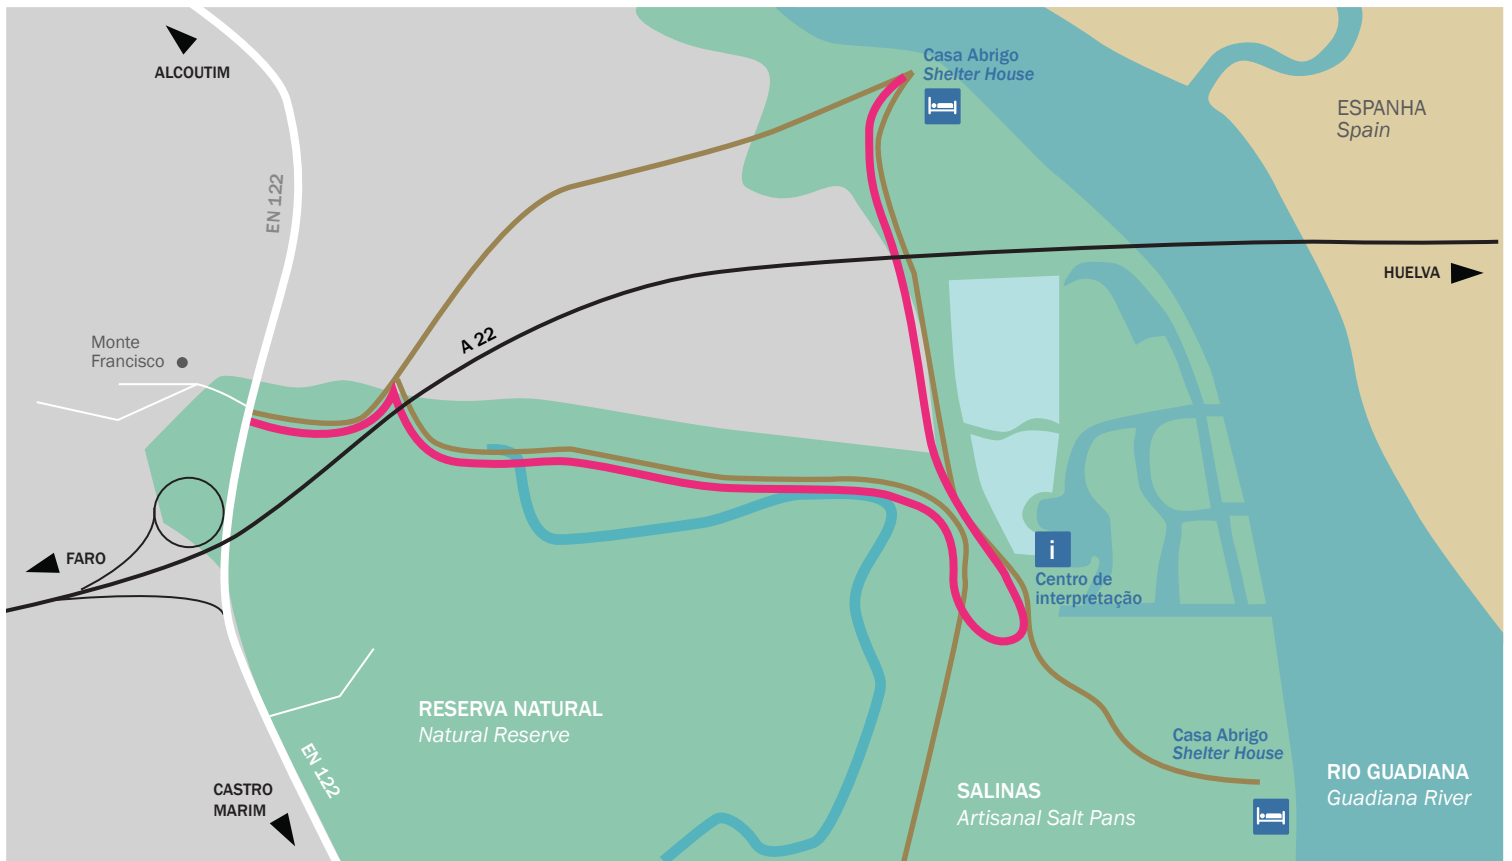 Casa Abrigo
Shelter House
ALCOUTIM
ESPANHA
Spain
EN 122
HUELVA
A 22
Monte
Francisco
FARO
i
Centro de
interpretação
RESERVA NATURAL
Natural Reserve
EN 122
Casa Abrigo
Shelter House
RIO GUADIANA
Guadiana River
CASTRO
MARIM
SALINAS
Artisanal Salt Pans